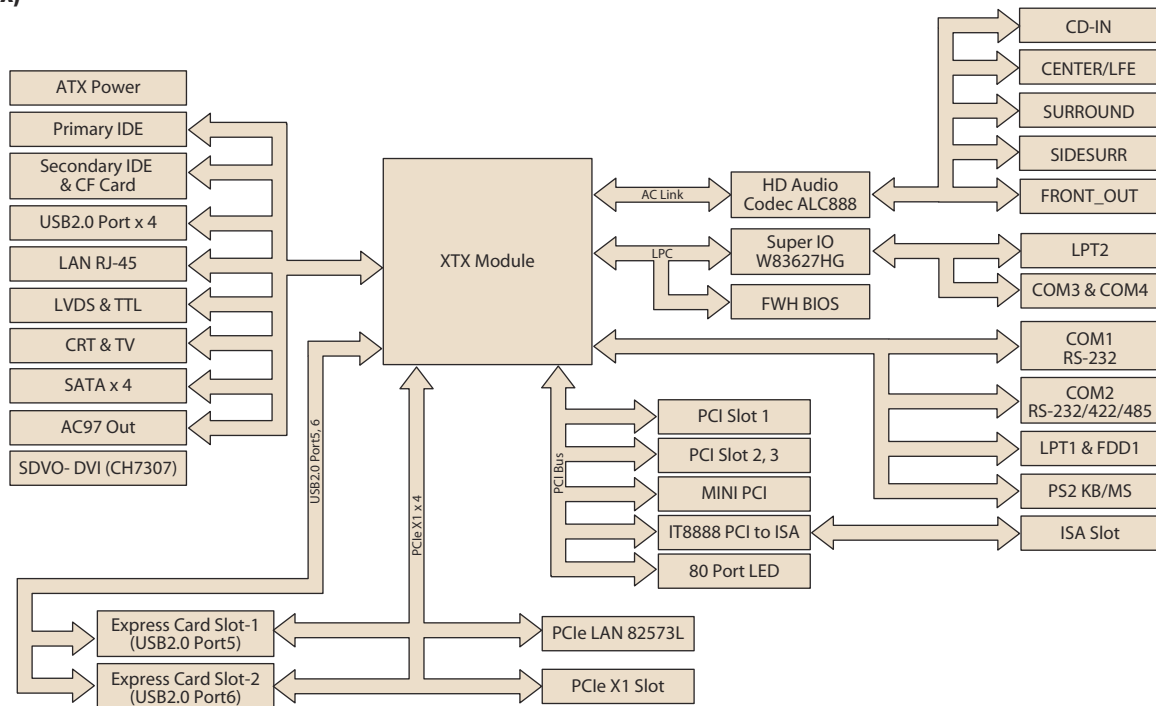 x)
ATX Power
Primary IDE
Secondary IDE
& CF Card
USB2.0 Port x 4
LAN RJ-45
LVDS & TTL
CRT & TV
SATA x 4
AC97 Out
SDVO- DVI (CH7307)
USB2.0 Port5, 6
Express Card Slot-1
(USB2.0 Port5)
Express Card Slot-2
(USB2.0 Port6)
XTX Module
PCIe X1 x 4
PCIe LAN 82573L
PCIe X1 Slot
PCI Bus
PCI Slot 1
PCI Slot 2, 3
MINI PCI
IT8888 PCI to ISA
80 Port LED
AC Link
HD Audio
Codec ALC888
LPC
Super IO
W83627HG
FWH BIOS
CD-IN
CENTER/LFE
SURROUND
SIDESURR
FRONT_OUT
LPT2
COM3 & COM4
COM1
RS-232
COM2
RS-232/422/485
LPT1 & FDD1
PS2 KB/MS
ISA Slot